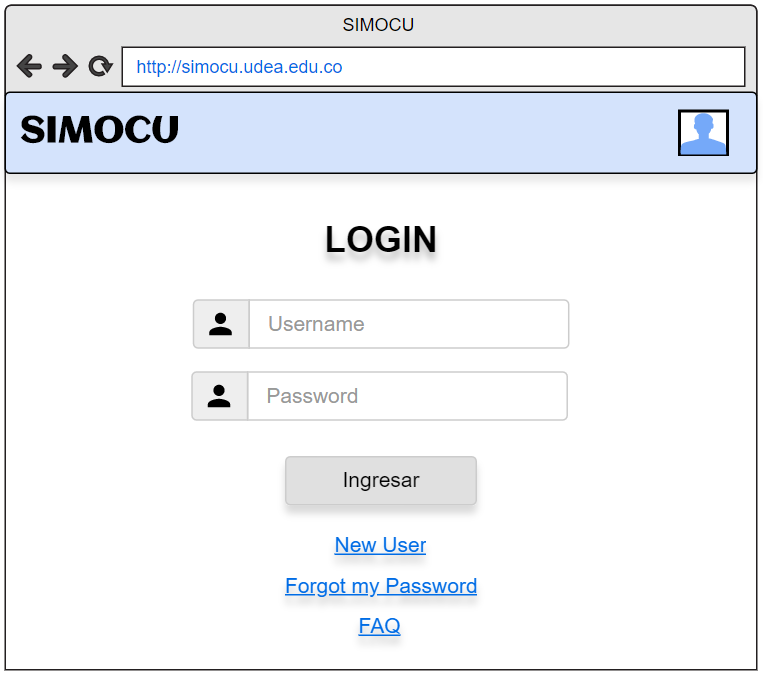 SIMOCU
http://simocu.udea.edu.co
SIMOCU
LOGIN
Username
Password
Ingresar
New User
Forgot my Password
FAQ